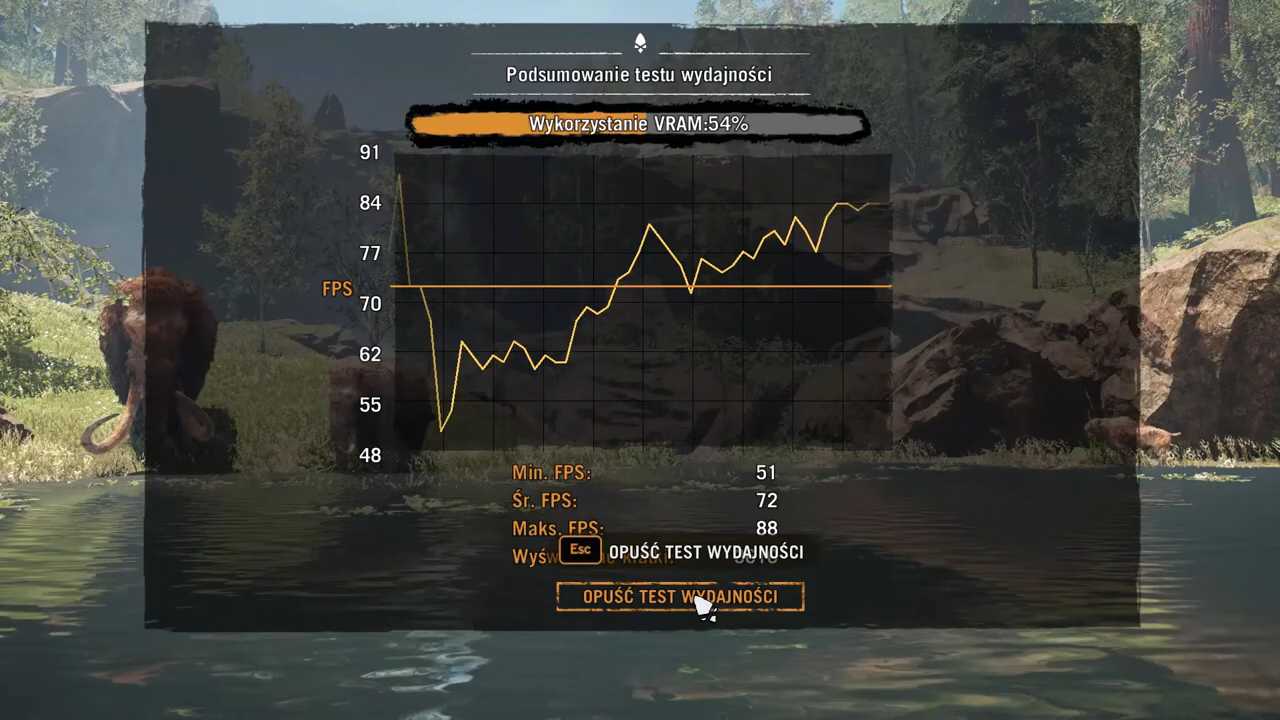 Podsumowanie testu wydajności
Wykorzystanie VRAM:54%
91
84
77
FPS
70
62
55
48
Min. FPS: 51
Śr. FPS: 72
Maks. FPS: 88
Esc OPUŚĆ TEST WYDAJNOŚCI
OPUŚĆ TEST WYDAJNOŚCI